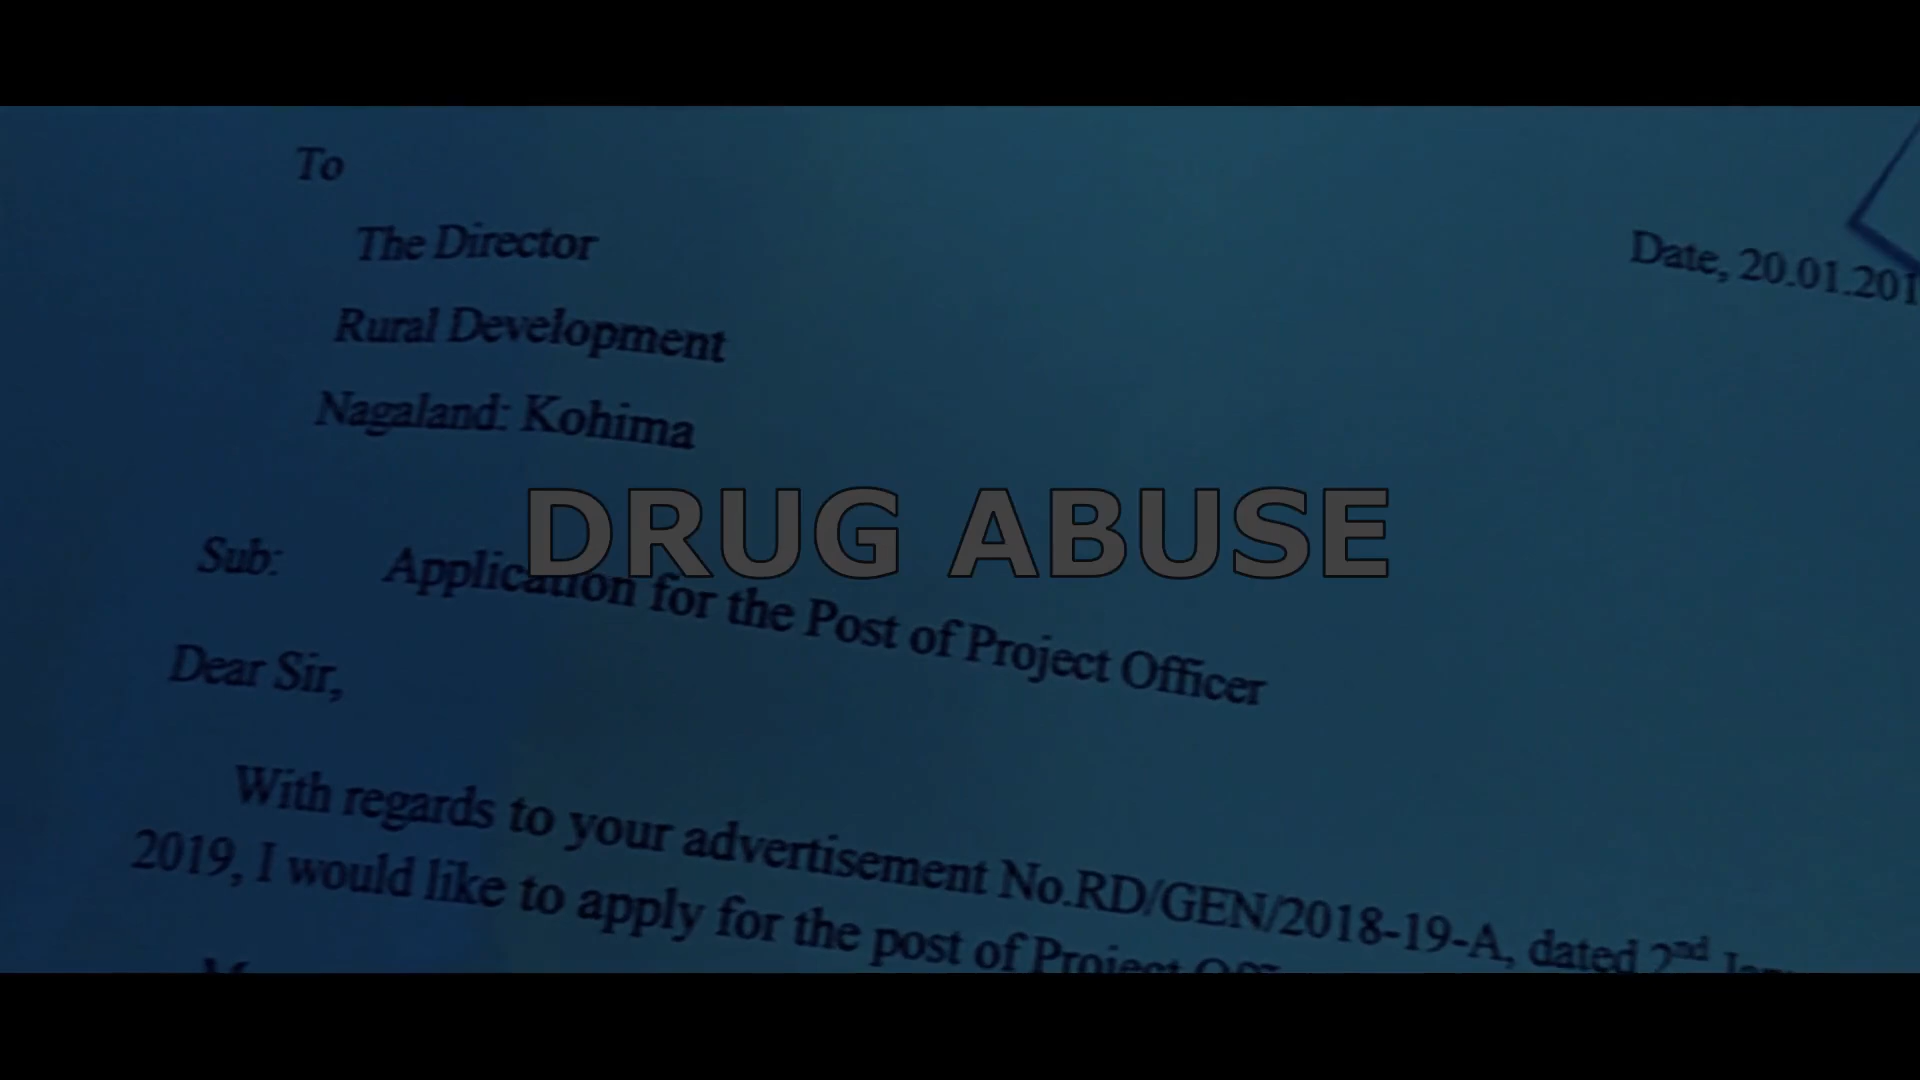 To
The Director
Date, 20.01.201
Rural Development
Nagaland: Kohima
DRUG ABUSE
Sub: Application for the Post of Project Officer
Dear Sir,
With regards to your advertisement No.RD/GEN/2018-19-A, dated 2nd
2019, I would like to apply for the post of Project